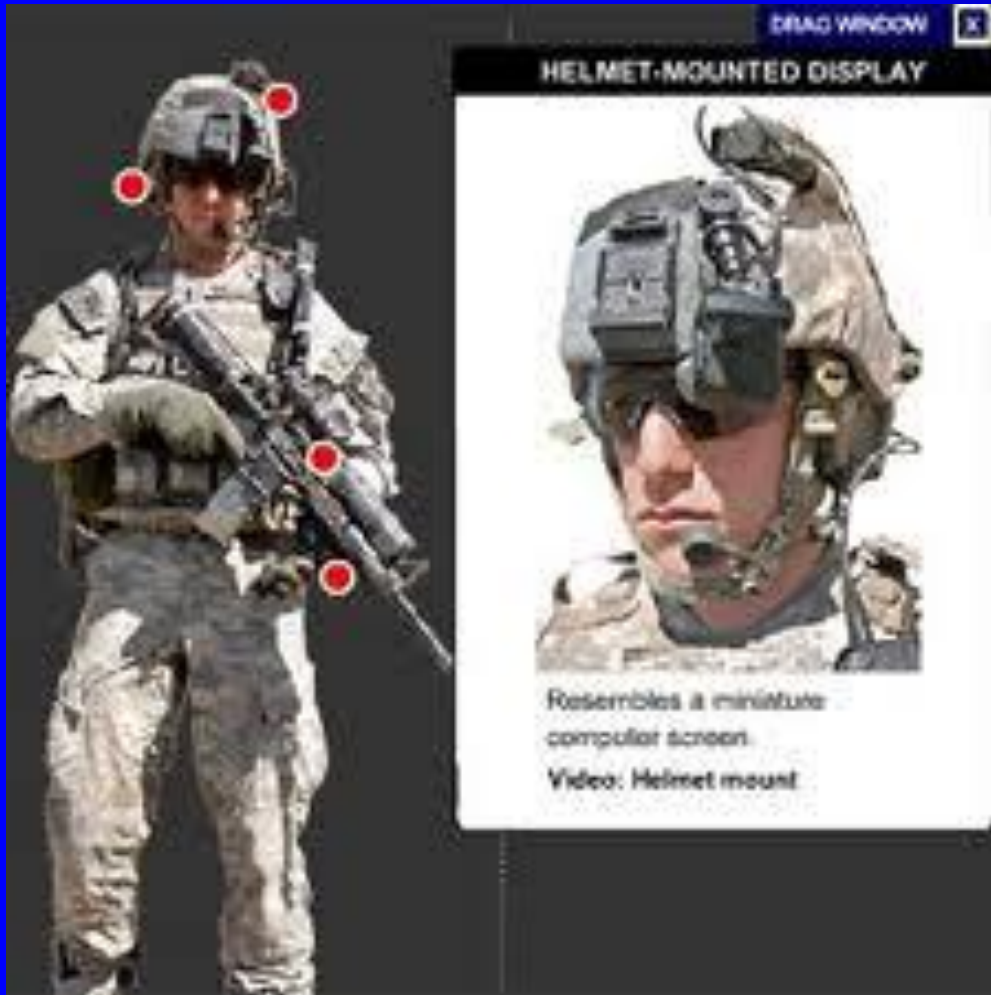 DRAG WINDOW X
HELMET-MOUNTED DISPLAY
Resembles a miniature
computer screen.
Video: Helmet mount